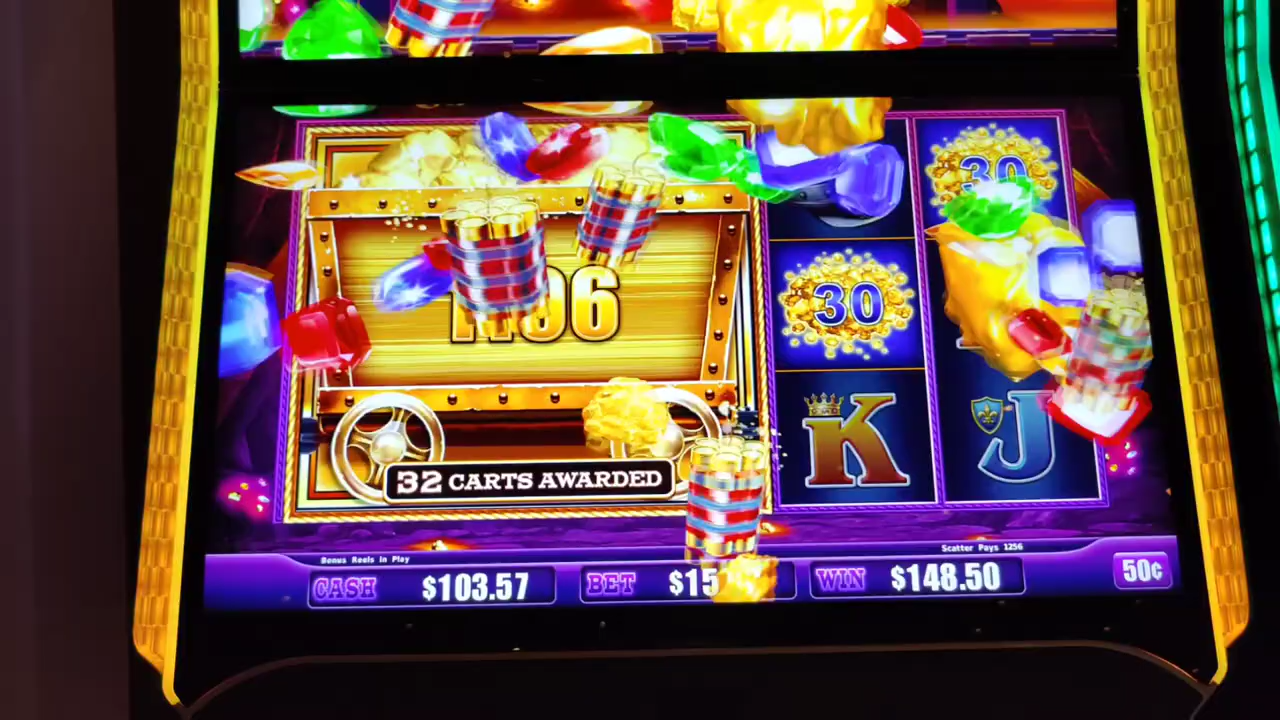 30
30
K
J
32 CARTS AWARDED
Bonus Reels In Play
Scatter Pays 1256
CASH $103.57
BET
WIN $148.50
50¢